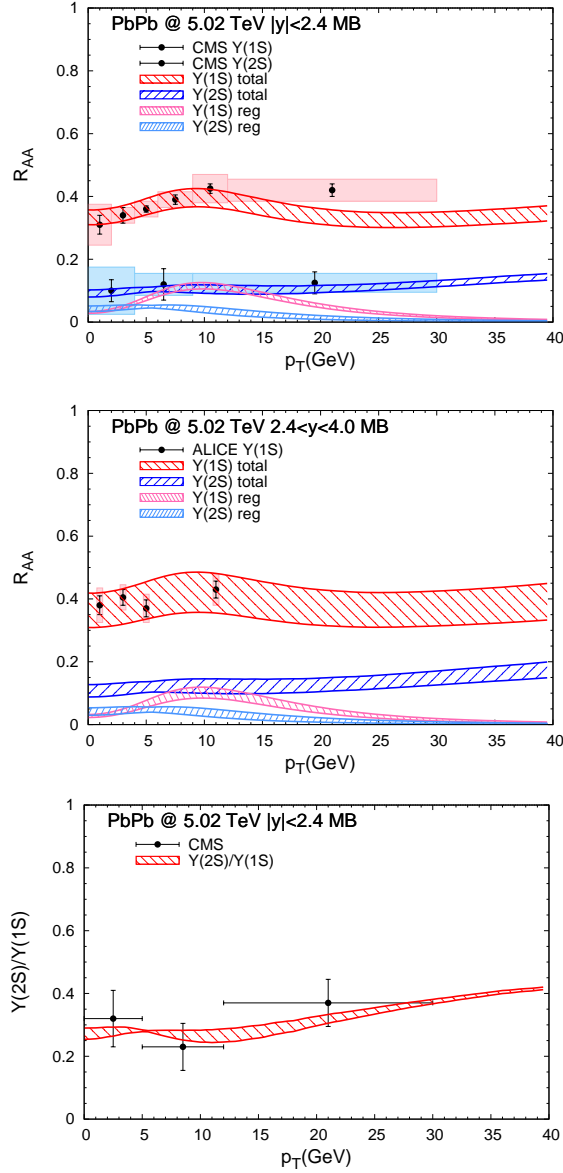 PbPb @ 5.02 TeV |y|<2.4 MB
CMS Υ(1S)
CMS Υ(2S)
Υ(1S) total
Υ(2S) total
Υ(1S) reg
Υ(2S) reg
R_AA
1
0.8
0.6
0.4
0.2
0
0 5 10 15 20 25 30 35 40
p_T(GeV)
PbPb @ 5.02 TeV 2.4<y<4.0 MB
ALICE Υ(1S)
Υ(1S) total
Υ(2S) total
Υ(1S) reg
Υ(2S) reg
R_AA
1
0.8
0.6
0.4
0.2
0
0 5 10 15 20 25 30 35 40
p_T(GeV)
PbPb @ 5.02 TeV |y|<2.4 MB
CMS
Υ(2S)/Υ(1S)
Υ(2S)/Υ(1S)
1
0.8
0.6
0.4
0.2
0
0 5 10 15 20 25 30 35 40
p_T(GeV)